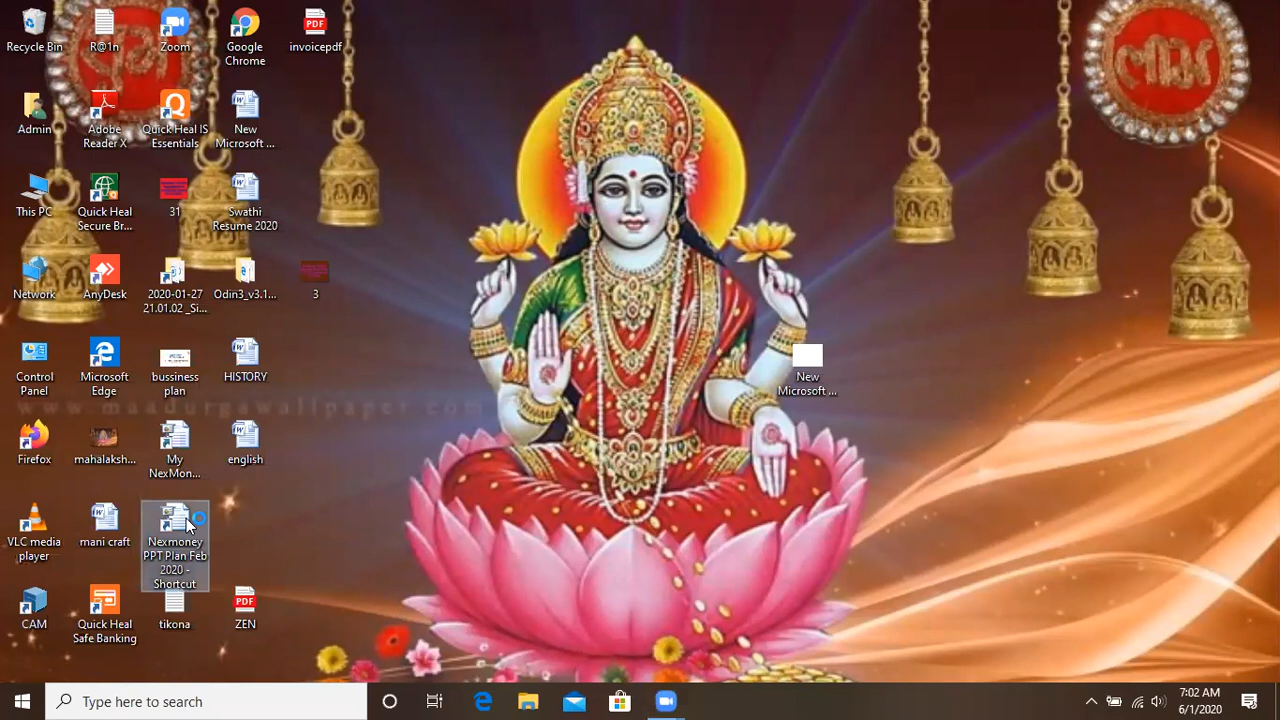 Recycle Bin
R@1n
Zoom
Google
Chrome
PDF
invoicepdf
Admin
Adobe
Reader X
Quick Heal IS
Essentials
New
Microsoft ...
This PC
Quick Heal
Secure Br...
31
Swathi
Resume 2020
Network
AnyDesk
2020-01-27
21.01.02 _Si...
Odin3_v3.1...
3
Control
Panel
Microsoft
Edge
bussiness
plan
HISTORY
New
Microsoft ...
www.maadurgawallpaper.com
Firefox
mahalaksh...
My
NexMon...
english
VLC media
player
mani craft
Nexmoney
PPT Plan Feb
2020 -
Shortcut
CAM
Quick Heal
Safe Banking
tikona
PDF
ZEN
Type here to search
7:02 AM
6/1/2020